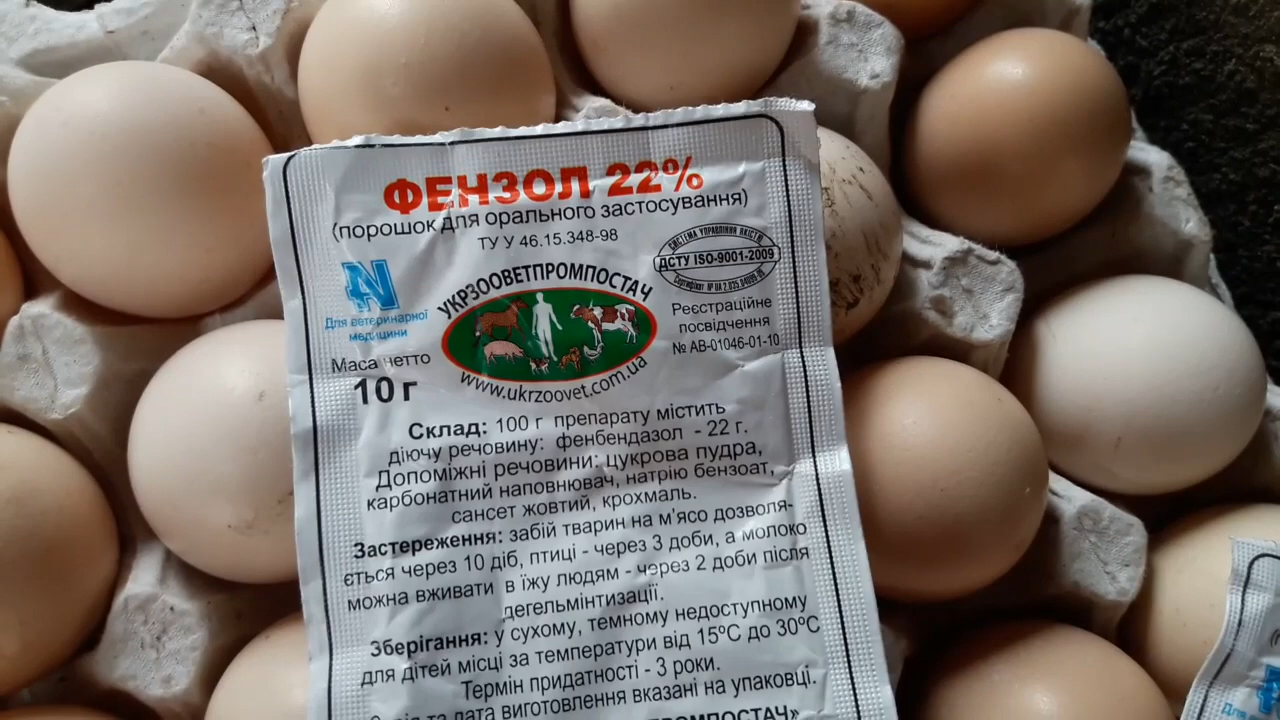 ФЕНЗОЛ 22%
(порошок для орального застосування)
ТУ У 46.15.348-98
СИСТЕМА УПРАВЛІННЯ ЯКІСТЮ
ДСТУ ISO-9001-2009
Для ветеринарної
медицини
УКРЗООВЕТПРОМПОСТАЧ
www.ukrzoovet.com.ua
Реєстраційне
посвідчення
№ АВ-01046-01-10
Маса нетто
10 г
Склад: 100 г препарату містить
діючу речовину: фенбендазол - 22 г.
Допоміжні речовини: цукрова пудра,
карбонатний наповнювач, натрію бензоат,
сансет жовтий, крохмаль.
Застереження: забій тварин на м'ясо дозволя-
ється через 10 діб, птиці - через 3 доби, а молоко
можна вживати в їжу людям - через 2 доби після
дегельмінтизації.
Зберігання: у сухому, темному недоступному
для дітей місці за температури від 15°С до 30°С
Термін придатності - 3 роки.
та дата виготовлення вказані на упаковці.